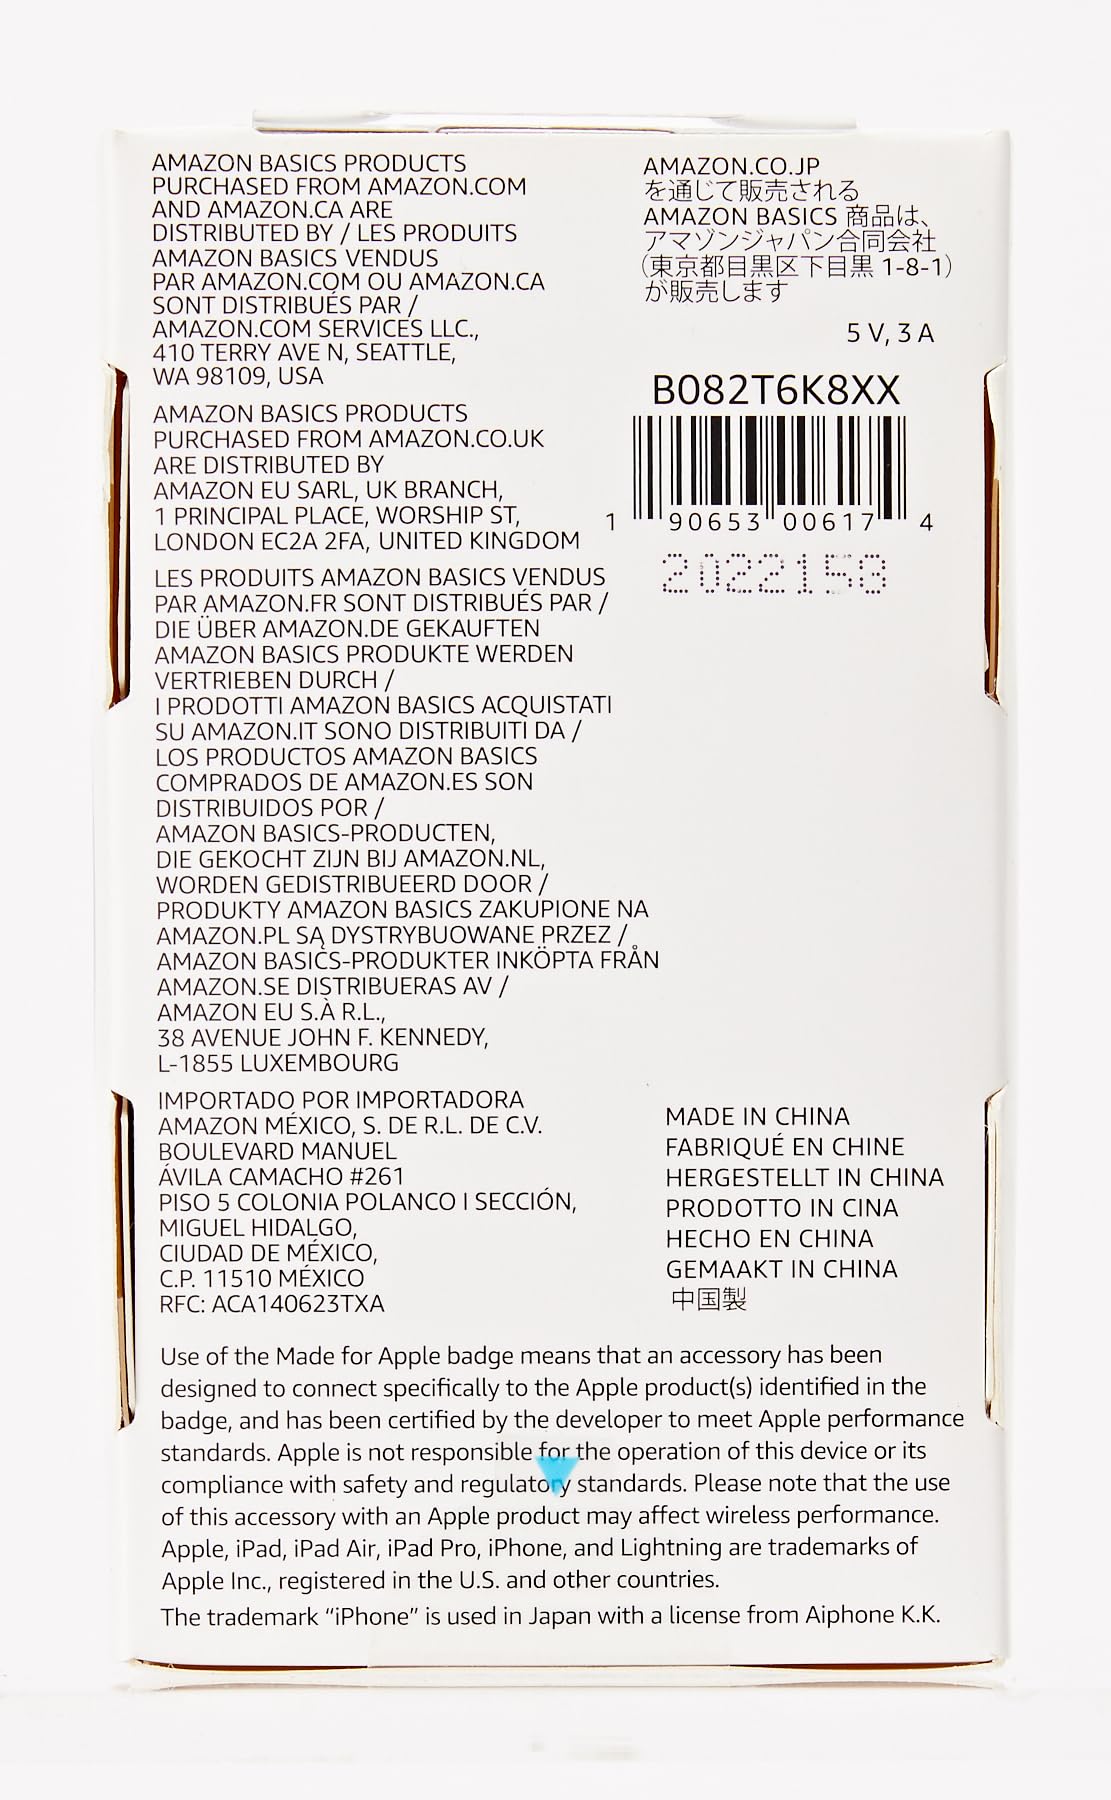 AMAZON BASICS PRODUCTS
PURCHASED FROM AMAZON.COM
AND AMAZON.CA ARE
DISTRIBUTED BY / LES PRODUITS
AMAZON BASICS VENDUS
PAR AMAZON.COM OU AMAZON.CA
SONT DISTRIBUÉS PAR /
AMAZON.COM SERVICES LLC.,
410 TERRY AVE N, SEATTLE,
WA 98109, USA
AMAZON BASICS PRODUCTS
PURCHASED FROM AMAZON.CO.UK
ARE DISTRIBUTED BY
AMAZON EU SARL, UK BRANCH,
1 PRINCIPAL PLACE, WORSHIP ST,
LONDON EC2A 2FA, UNITED KINGDOM
LES PRODUITS AMAZON BASICS VENDUS
PAR AMAZON.FR SONT DISTRIBUÉS PAR /
DIE ÜBER AMAZON.DE GEKAUFTEN
AMAZON BASICS PRODUKTE WERDEN
VERTRIEBEN DURCH /
I PRODOTTI AMAZON BASICS ACQUISTATI
SU AMAZON.IT SONO DISTRIBUITI DA /
LOS PRODUCTOS AMAZON BASICS
COMPRADOS DE AMAZON.ES SON
DISTRIBUIDOS POR /
AMAZON BASICS-PRODUCTEN,
DIE GEKOCHT ZIJN BIJ AMAZON.NL,
WORDEN GEDISTRIBUEERD DOOR /
PRODUKTY AMAZON BASICS ZAKUPIONE NA
AMAZON.PL SĄ DYSTRYBUOWANE PRZEZ /
AMAZON BASICS-PRODUKTER INKÖPTA FRÅN
AMAZON.SE DISTRIBUERAS AV /
AMAZON EU S.À R.L.,
38 AVENUE JOHN F. KENNEDY,
L-1855 LUXEMBOURG
IMPORTADO POR IMPORTADORA
AMAZON MÉXICO, S. DE R.L. DE C.V.
BOULEVARD MANUEL
ÁVILA CAMACHO #261
PISO 5 COLONIA POLANCO I SECCIÓN,
MIGUEL HIDALGO,
CIUDAD DE MÉXICO,
C.P. 11510 MÉXICO
RFC: ACA140623TXA
AMAZON.CO.JP
を通じて販売される
AMAZON BASICS 商品は、
アマゾンジャパン合同会社
（東京都目黒区下目黒 1-8-1）
が販売します
5 V, 3 A
B082T6K8XX
1 90653 00617 4
2022158
MADE IN CHINA
FABRIQUÉ EN CHINE
HERGESTELLT IN CHINA
PRODOTTO IN CINA
HECHO EN CHINA
GEMAAKT IN CHINA
中国製
Use of the Made for Apple badge means that an accessory has been
designed to connect specifically to the Apple product(s) identified in the
badge, and has been certified by the developer to meet Apple performance
standards. Apple is not responsible for the operation of this device or its
compliance with safety and regulatory standards. Please note that the use
of this accessory with an Apple product may affect wireless performance.
Apple, iPad, iPad Air, iPad Pro, iPhone, and Lightning are trademarks of
Apple Inc., registered in the U.S. and other countries.
The trademark “iPhone” is used in Japan with a license from Aiphone K.K.